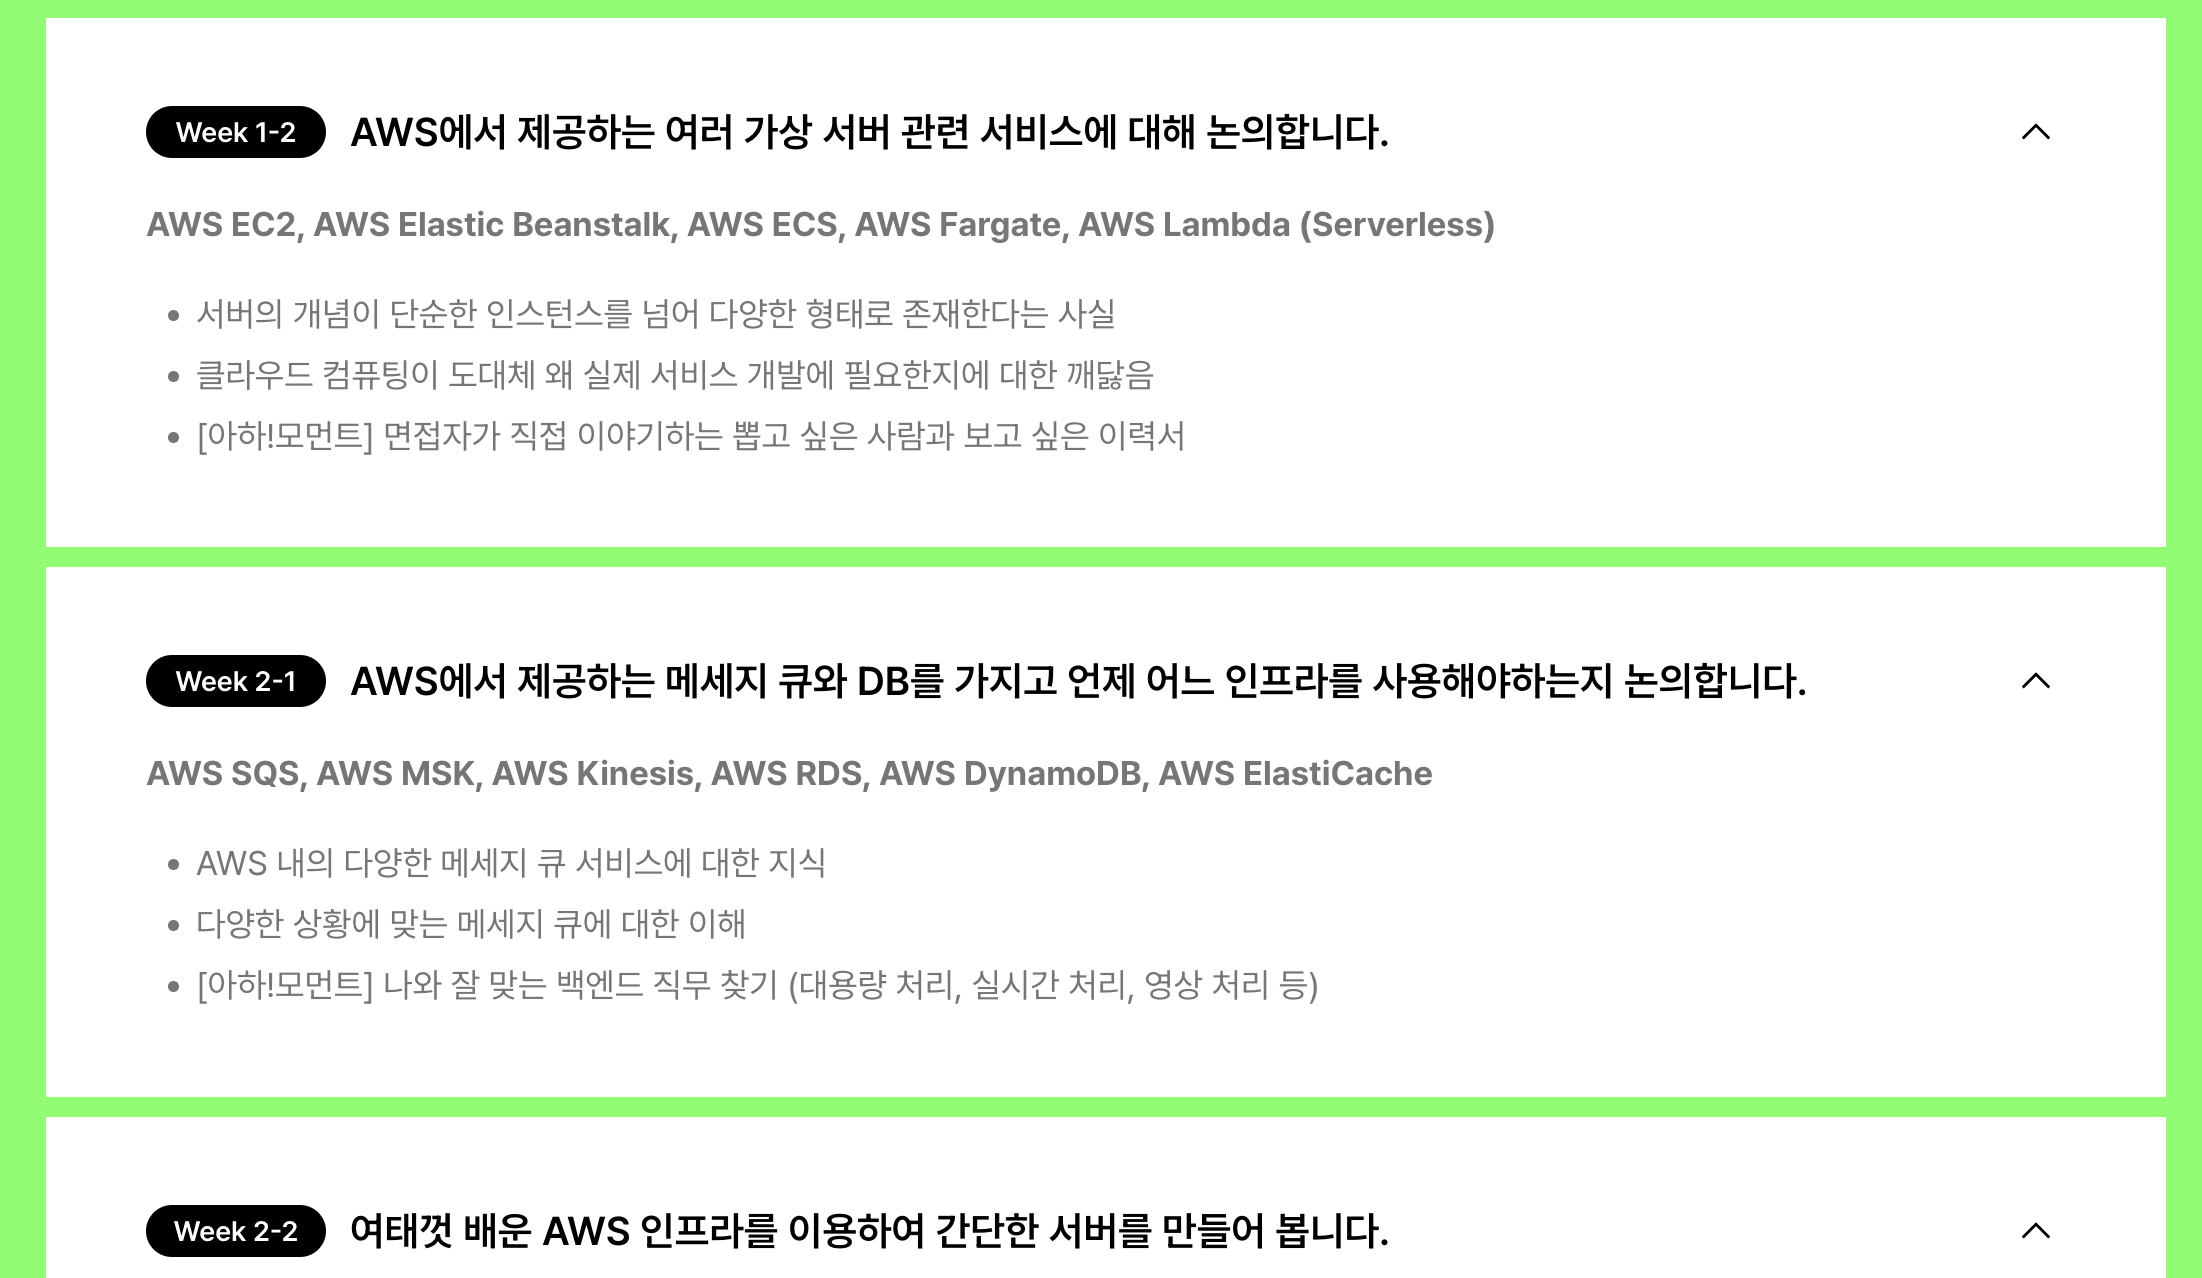 Week 1-2 AWS에서 제공하는 여러 가상 서버 관련 서비스에 대해 논의합니다.
AWS EC2, AWS Elastic Beanstalk, AWS ECS, AWS Fargate, AWS Lambda (Serverless)
서버의 개념이 단순한 인스턴스를 넘어 다양한 형태로 존재한다는 사실
클라우드 컴퓨팅이 도대체 왜 실제 서비스 개발에 필요한지에 대한 깨닳음
[아하!모먼트] 면접자가 직접 이야기하는 뽑고 싶은 사람과 보고 싶은 이력서
Week 2-1 AWS에서 제공하는 메세지 큐와 DB를 가지고 언제 어느 인프라를 사용해야하는지 논의합니다.
AWS SQS, AWS MSK, AWS Kinesis, AWS RDS, AWS DynamoDB, AWS ElastiCache
AWS 내의 다양한 메세지 큐 서비스에 대한 지식
다양한 상황에 맞는 메세지 큐에 대한 이해
[아하!모먼트] 나와 잘 맞는 백엔드 직무 찾기 (대용량 처리, 실시간 처리, 영상 처리 등)
Week 2-2 여태껏 배운 AWS 인프라를 이용하여 간단한 서버를 만들어 봅니다.